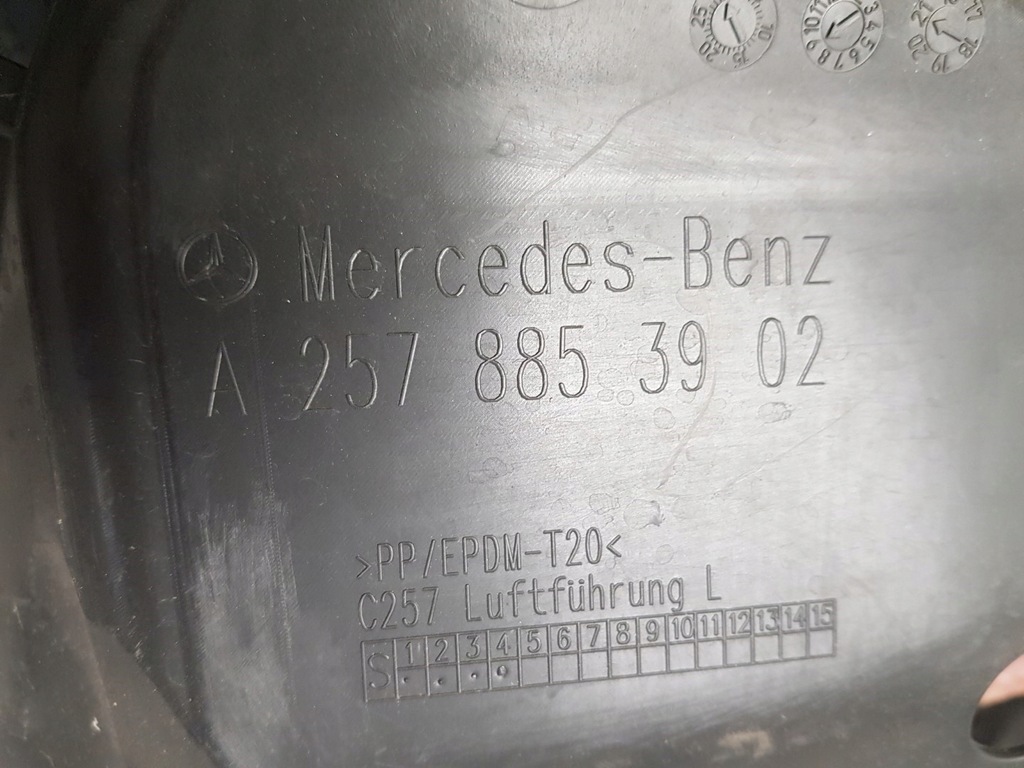 Mercedes-Benz
A 257 885 39 02
>PP/EPDM-T20<
C257 Luftführung L
S 1 2 3 4 5 6 7 8 9 10 11 12 13 14 15